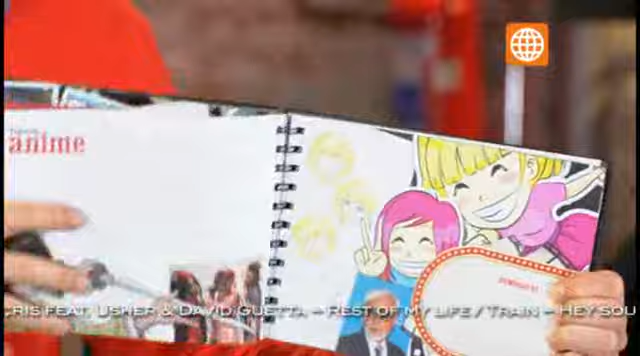 anime
CRIS FEAT. USHER & DAVID GUETTA – REST OF MY LIFE / TRAIN – HEY SOU